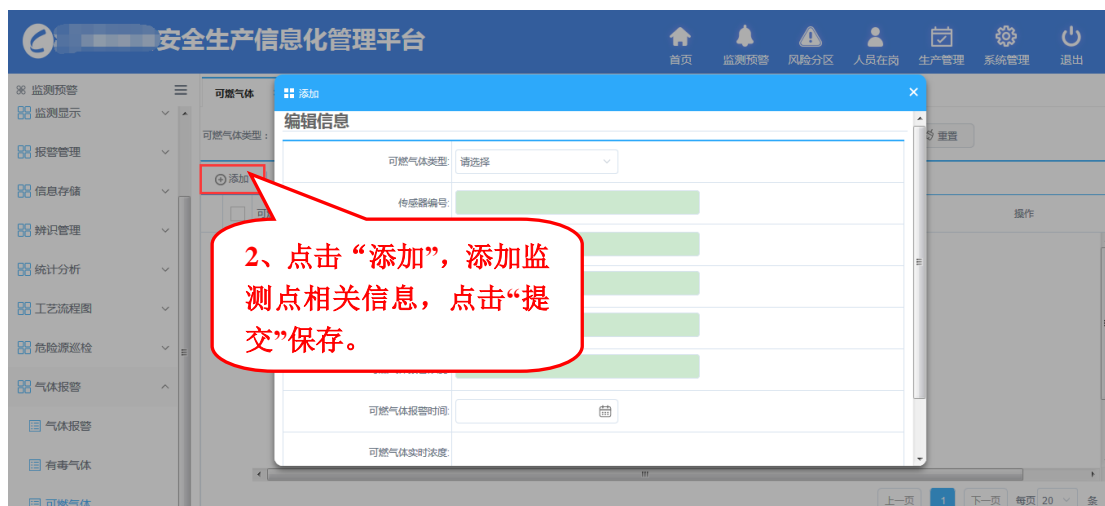 安全生产信息化管理平台
首页
监测预警
风险分区
人员在岗
生产管理
系统管理
退出
监测预警
监测显示
报警管理
信息存储
辨识管理
统计分析
工艺流程图
危险源巡检
气体报警
气体报警
有毒气体
可燃气体
可燃气体
可燃气体类型：
重置
添加
操作
添加
编辑信息
可燃气体类型:
请选择
传感器编号:
2、点击“添加”，添加监
测点相关信息，点击“提
交”保存。
可燃气体报警时间:
可燃气体实时浓度:
上一页 1 下一页 每页 20 条